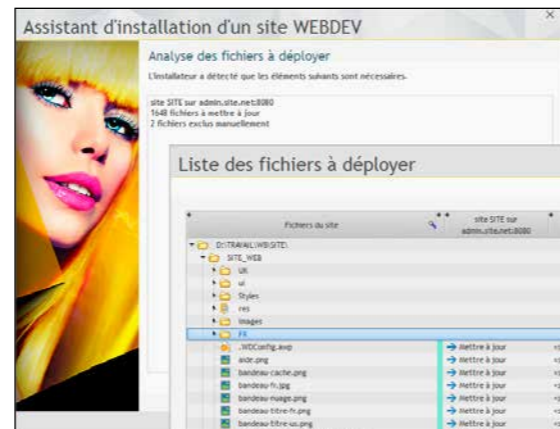 Assistant d'installation d'un site WEBDEV
Analyse des fichiers à déployer
L'installateur a détecté que les éléments suivants sont nécessaires.
site SITE sur admin.site.net:8080
1648 fichiers à mettre à jour
2 fichiers exclus manuellement
Liste des fichiers à déployer
Fichiers du site
site SITE sur
admin.site.net:8080
D:\TRAVAIL\WB\SITE\
SITE_WEB
UK
ui
Styles
res
Images
FR
.WDConfig.awp Mettre à jour
aide.png Mettre à jour
bandeau-cache.png Mettre à jour
bandeau-fr.jpg Mettre à jour
bandeau-nuage.png Mettre à jour
bandeau-titre-fr.png Mettre à jour
bandeau-titre-us.png Mettre à jour